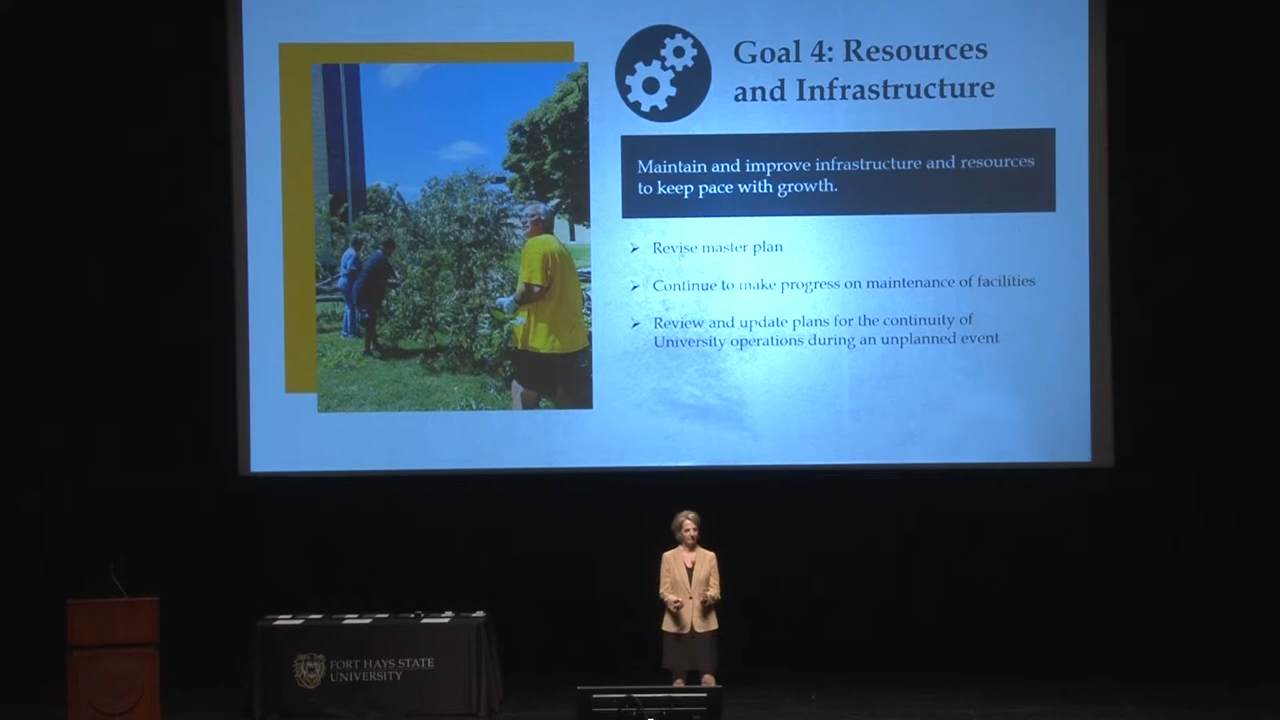 Goal 4: Resources
and Infrastructure
Maintain and improve infrastructure and resources
to keep pace with growth.
Revise master plan
Continue to make progress on maintenance of facilities
Review and update plans for the continuity of
University operations during an unplanned event
FORT HAYS STATE
UNIVERSITY